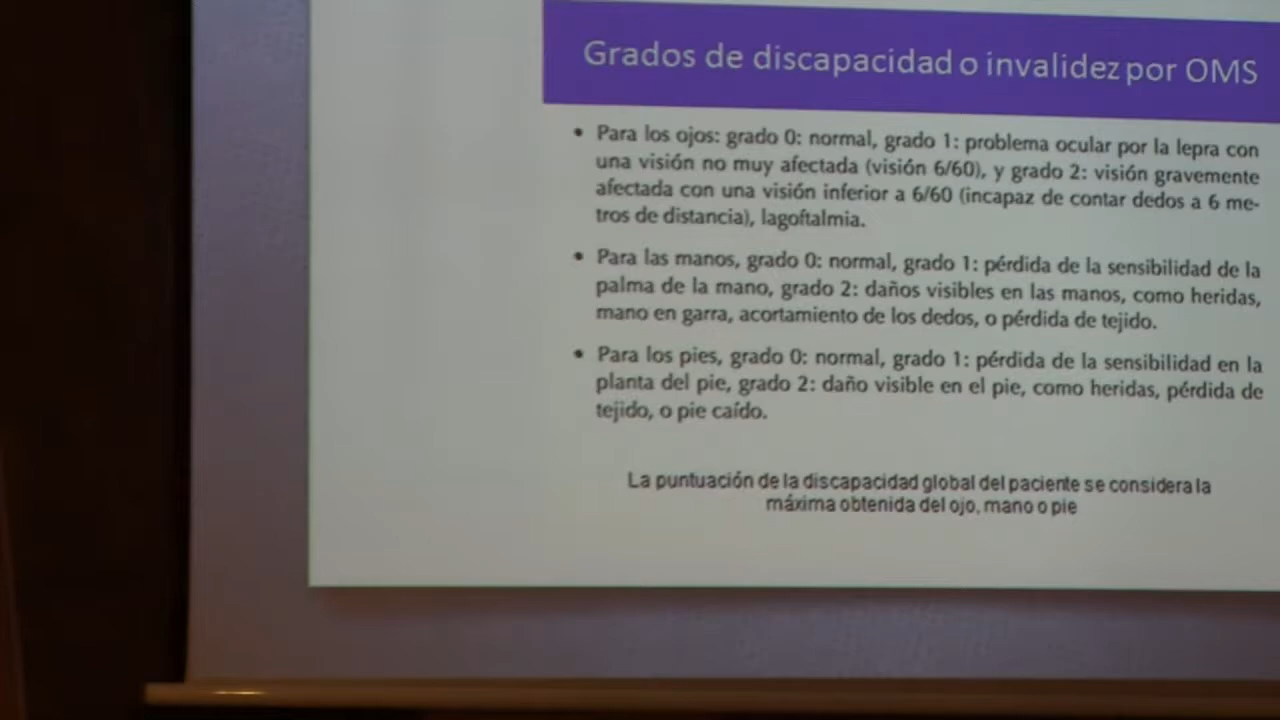 Grados de discapacidad o invalidez por OMS
• Para los ojos: grado 0: normal, grado 1: problema ocular por la lepra con
una visión no muy afectada (visión 6/60), y grado 2: visión gravemente
afectada con una visión inferior a 6/60 (incapaz de contar dedos a 6 me-
tros de distancia), lagoftalmia.
• Para las manos, grado 0: normal, grado 1: pérdida de la sensibilidad de la
palma de la mano, grado 2: daños visibles en las manos, como heridas,
mano en garra, acortamiento de los dedos, o pérdida de tejido.
• Para los pies, grado 0: normal, grado 1: pérdida de la sensibilidad en la
planta del pie, grado 2: daño visible en el pie, como heridas, pérdida de
tejido, o pie caído.
La puntuación de la discapacidad global del paciente se considera la
máxima obtenida del ojo, mano o pie